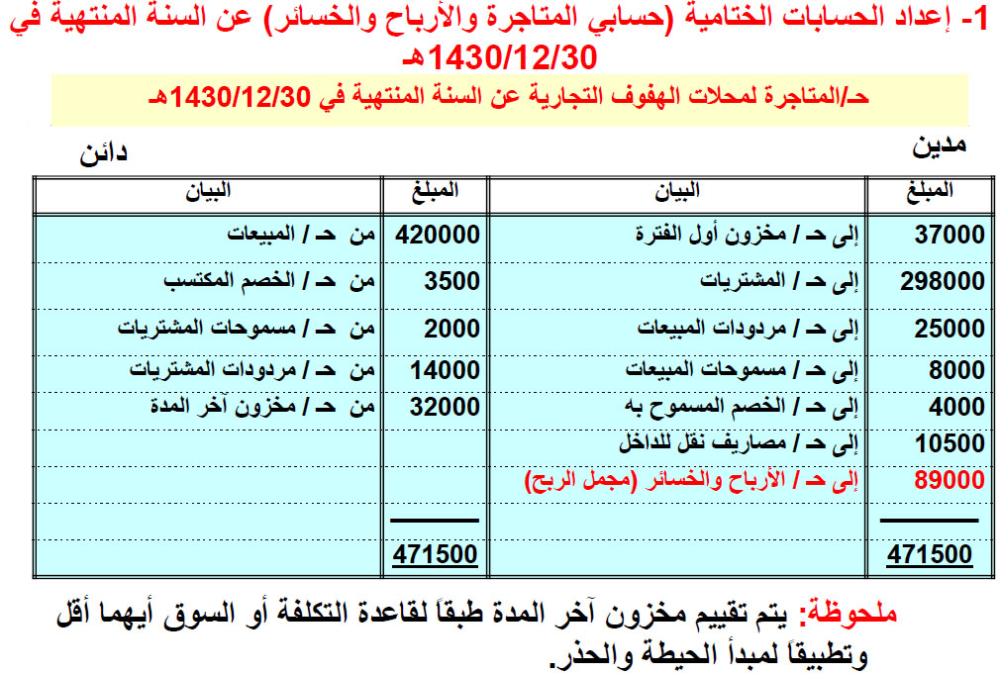 1- إعداد الحسابات الختامية (حسابي المتاجرة والأرباح والخسائر) عن السنة المنتهية في
1430/12/30هـ
حـ/المتاجرة لمحلات الهفوف التجارية عن السنة المنتهية في 1430/12/30هـ
مدين دائن
المبلغ البيان المبلغ البيان
37000 إلى حـ / مخزون أول الفترة 420000 من حـ / المبيعات
298000 إلى حـ / المشتريات 3500 من حـ / الخصم المكتسب
25000 إلى حـ / مردودات المبيعات 2000 من حـ / مسموحات المشتريات
8000 إلى حـ / مسموحات المبيعات 14000 من حـ / مردودات المشتريات
4000 إلى حـ / الخصم المسموح به 32000 من حـ / مخزون آخر المدة
10500 إلى حـ / مصاريف نقل للداخل
89000 إلى حـ / الأرباح والخسائر (مجمل الربح)
471500 471500
ملحوظة: يتم تقييم مخزون آخر المدة طبقاً لقاعدة التكلفة أو السوق أيهما أقل
وتطبيقاً لمبدأ الحيطة والحذر.